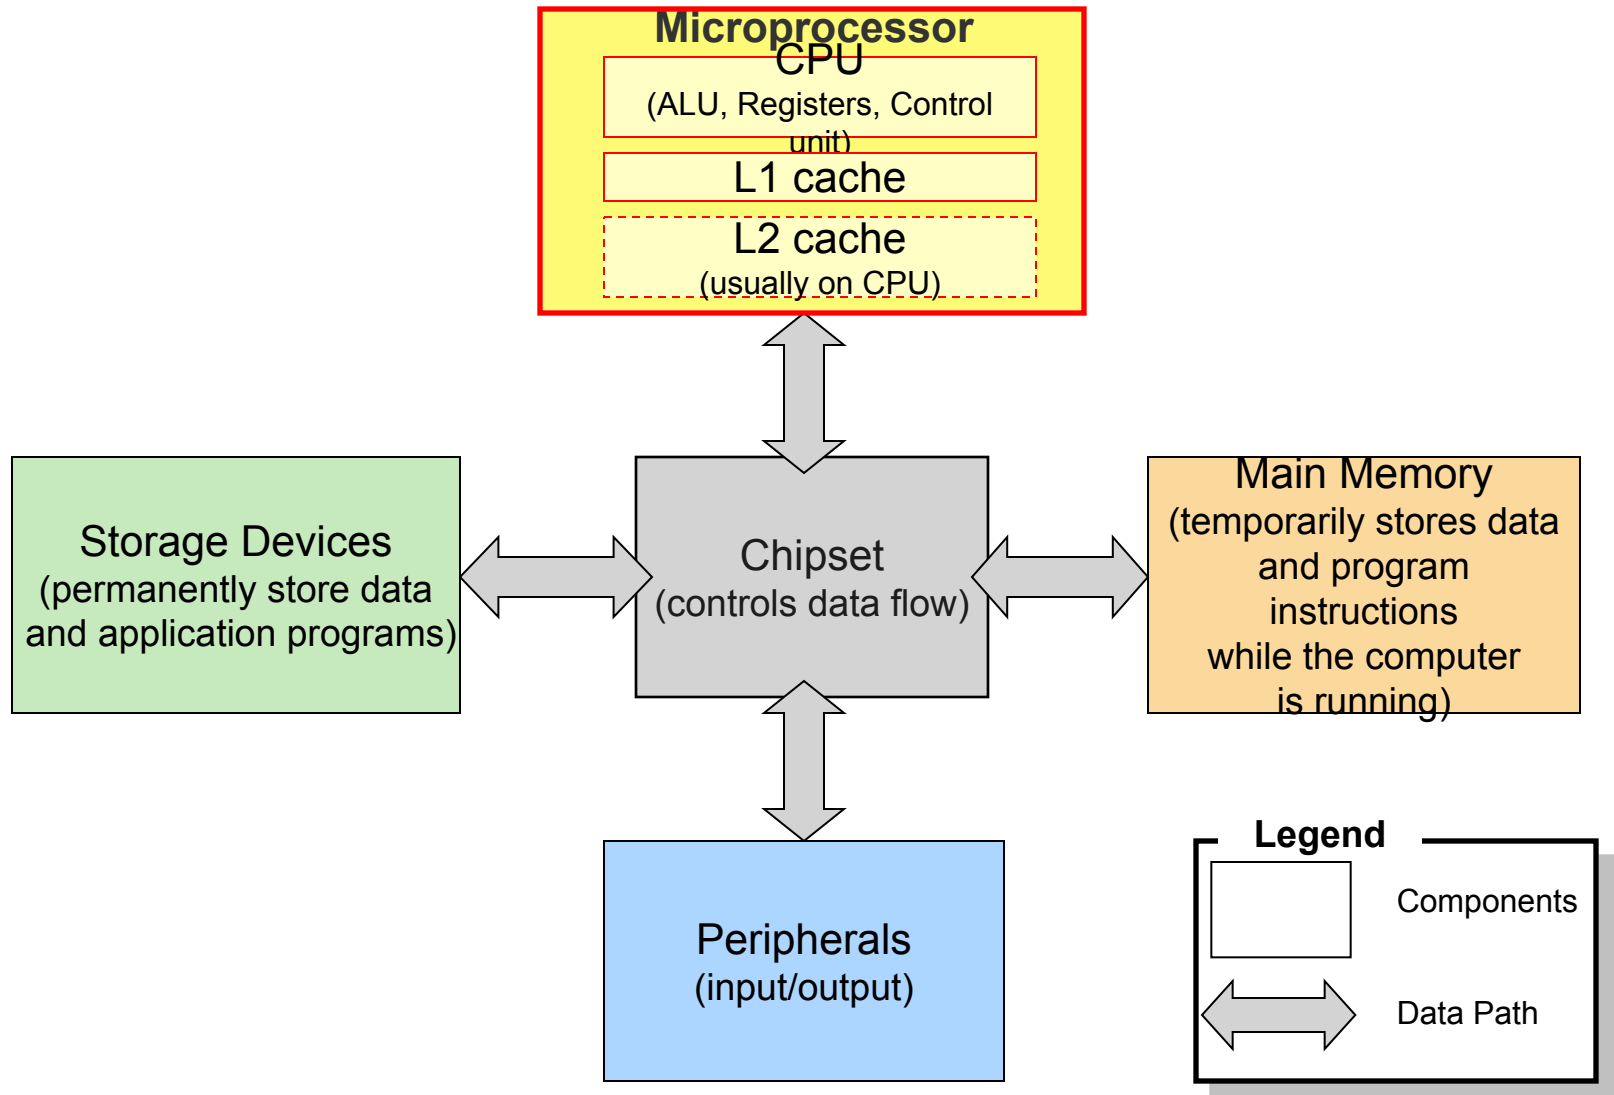 Microprocessor
CPU
(ALU, Registers, Control
unit)
L1 cache
L2 cache
(usually on CPU)
Storage Devices
(permanently store data
and application programs)
Chipset
(controls data flow)
Main Memory
(temporarily stores data
and program
instructions
while the computer
is running)
Peripherals
(input/output)
Legend
Components
Data Path